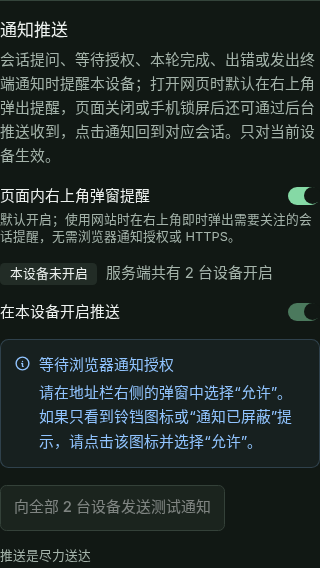 通知推送
会话提问、等待授权、本轮完成、出错或发出终
端通知时提醒本设备；打开网页时默认在右上角
弹出提醒，页面关闭或手机锁屏后还可通过后台
推送收到，点击通知回到对应会话。只对当前设
备生效。
页面内右上角弹窗提醒
默认开启；使用网站时在右上角即时弹出需要关注的会
话提醒，无需浏览器通知授权或 HTTPS。
本设备未开启 服务端共有 2 台设备开启
在本设备开启推送
等待浏览器通知授权
请在地址栏右侧的弹窗中选择“允许”。
如果只看到铃铛图标或“通知已屏蔽”提
示，请点击该图标并选择“允许”。
向全部 2 台设备发送测试通知
推送是尽力送达